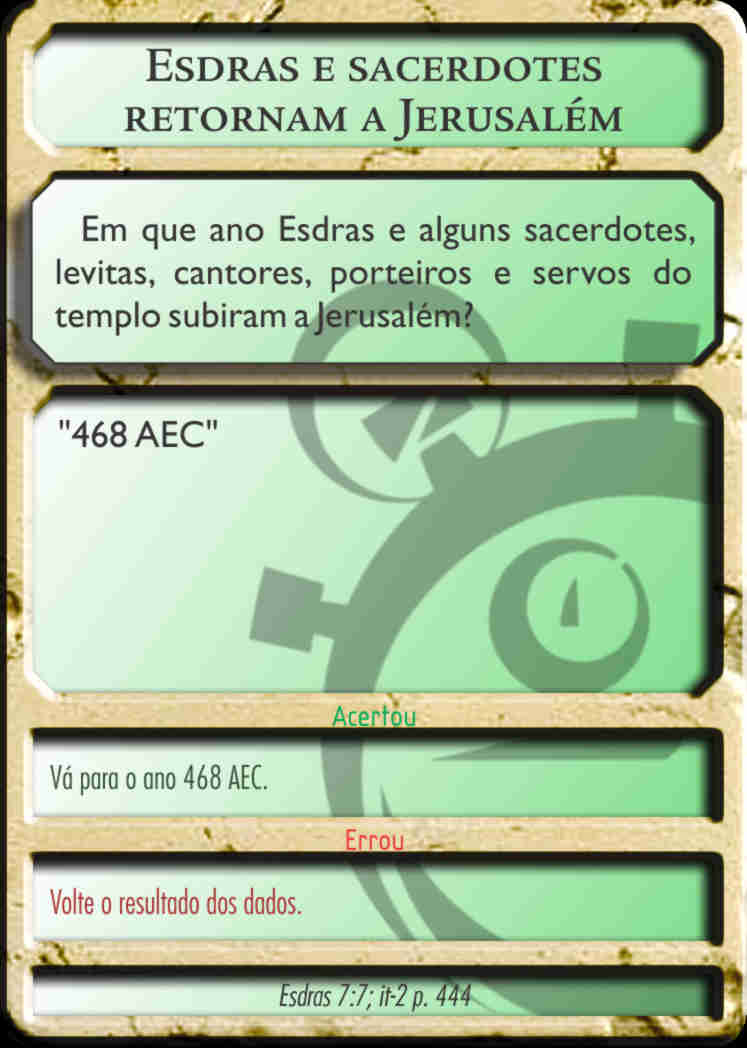 Esdras e sacerdotes
retornam a Jerusalém
Em que ano Esdras e alguns sacerdotes,
levitas, cantores, porteiros e servos do
templo subiram a Jerusalém?
"468 AEC"
Acertou
Vá para o ano 468 AEC.
Errou
Volte o resultado dos dados.
Esdras 7:7; it-2 p. 444